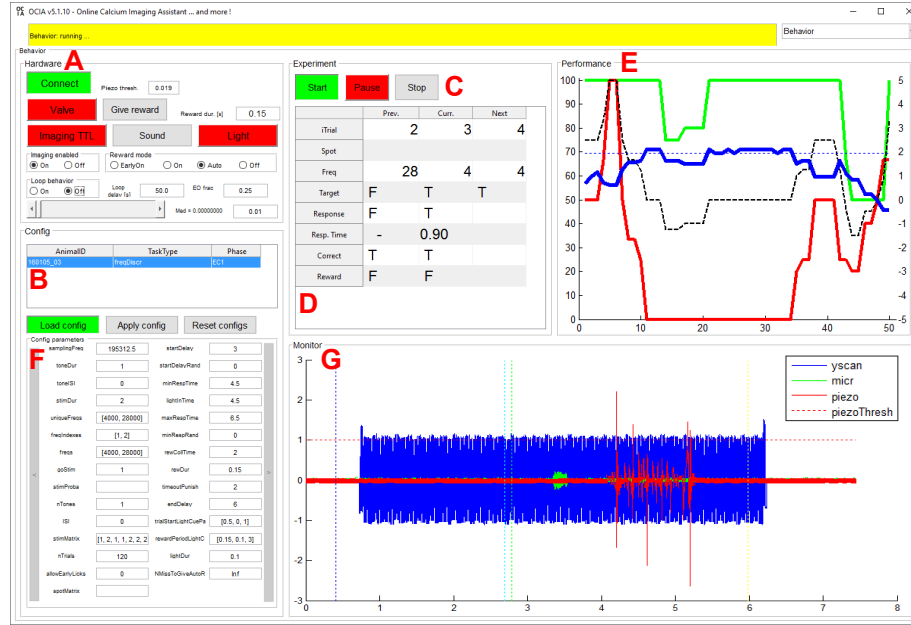 OCIA v5.1.10 - Online Calcium Imaging Assistant ... and more !
Behavior: running ...
Behavior
Behavior
Hardware
A
Connect
Piezo thresh.
0.019
Valve
Give reward
Reward dur. [s]
0.15
Imaging TTL
Sound
Light
Imaging enabled
On
Off
Reward mode
EarlyOn
On
Auto
Off
Loop behavior
On
Off
Loop
delay [s]
50.0
EO frac
0.25
Med = 0.00000000
0.01
Config
AnimalID
TaskType
Phase
160105_03
freqDiscr
EC1
B
Load config
Apply config
Reset configs
Config parameters
F
samplingFreq
195312.5
startDelay
3
toneDur
1
startDelayRand
0
toneISI
0
minRespTime
4.5
stimDur
2
lightInTime
4.5
uniqueFreqs
[4000, 28000]
maxRespTime
6.5
freqIndexes
[1, 2]
minRespRand
0
freqs
[4000, 28000]
rewCollTime
2
goStim
1
rewDur
0.15
stimProba
timeoutPunish
2
nTones
1
endDelay
6
ISI
0
trialStartLightCuePa
[0.5, 0, 1]
stimMatrix
[1, 2, 1, 1, 2, 2, 2
rewardPeriodLightC
[0.15, 0.1, 3]
nTrials
120
lightDur
0.1
allowEarlyLicks
0
NMissToGiveAutoR
Inf
spotMatrix
<
>
Experiment
Start
Pause
Stop
C
Prev.
Curr.
Next
iTrial
2
3
4
Spot
Freq
28
4
4
Target
F
T
T
Response
F
T
Resp. Time
-
0.90
Correct
T
T
Reward
F
F
D
Performance
E
100
90
80
70
60
50
40
30
20
10
0
5
4
3
2
1
0
-1
-2
-3
-4
-5
0
10
20
30
40
50
Monitor
G
yscan
micr
piezo
piezoThresh
3
2
1
0
-1
-2
-3
0
1
2
3
4
5
6
7
8